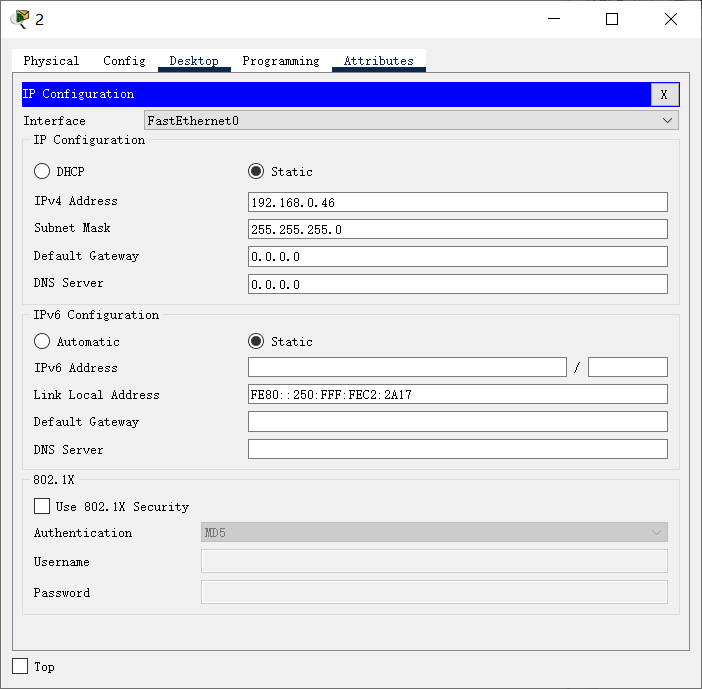 2
Physical Config Desktop Programming Attributes
IP Configuration X
Interface FastEthernet0
IP Configuration
DHCP Static
IPv4 Address 192.168.0.46
Subnet Mask 255.255.255.0
Default Gateway 0.0.0.0
DNS Server 0.0.0.0
IPv6 Configuration
Automatic Static
IPv6 Address /
Link Local Address FE80::250:FFF:FEC2:2A17
Default Gateway
DNS Server
802.1X
Use 802.1X Security
Authentication MD5
Username
Password
Top